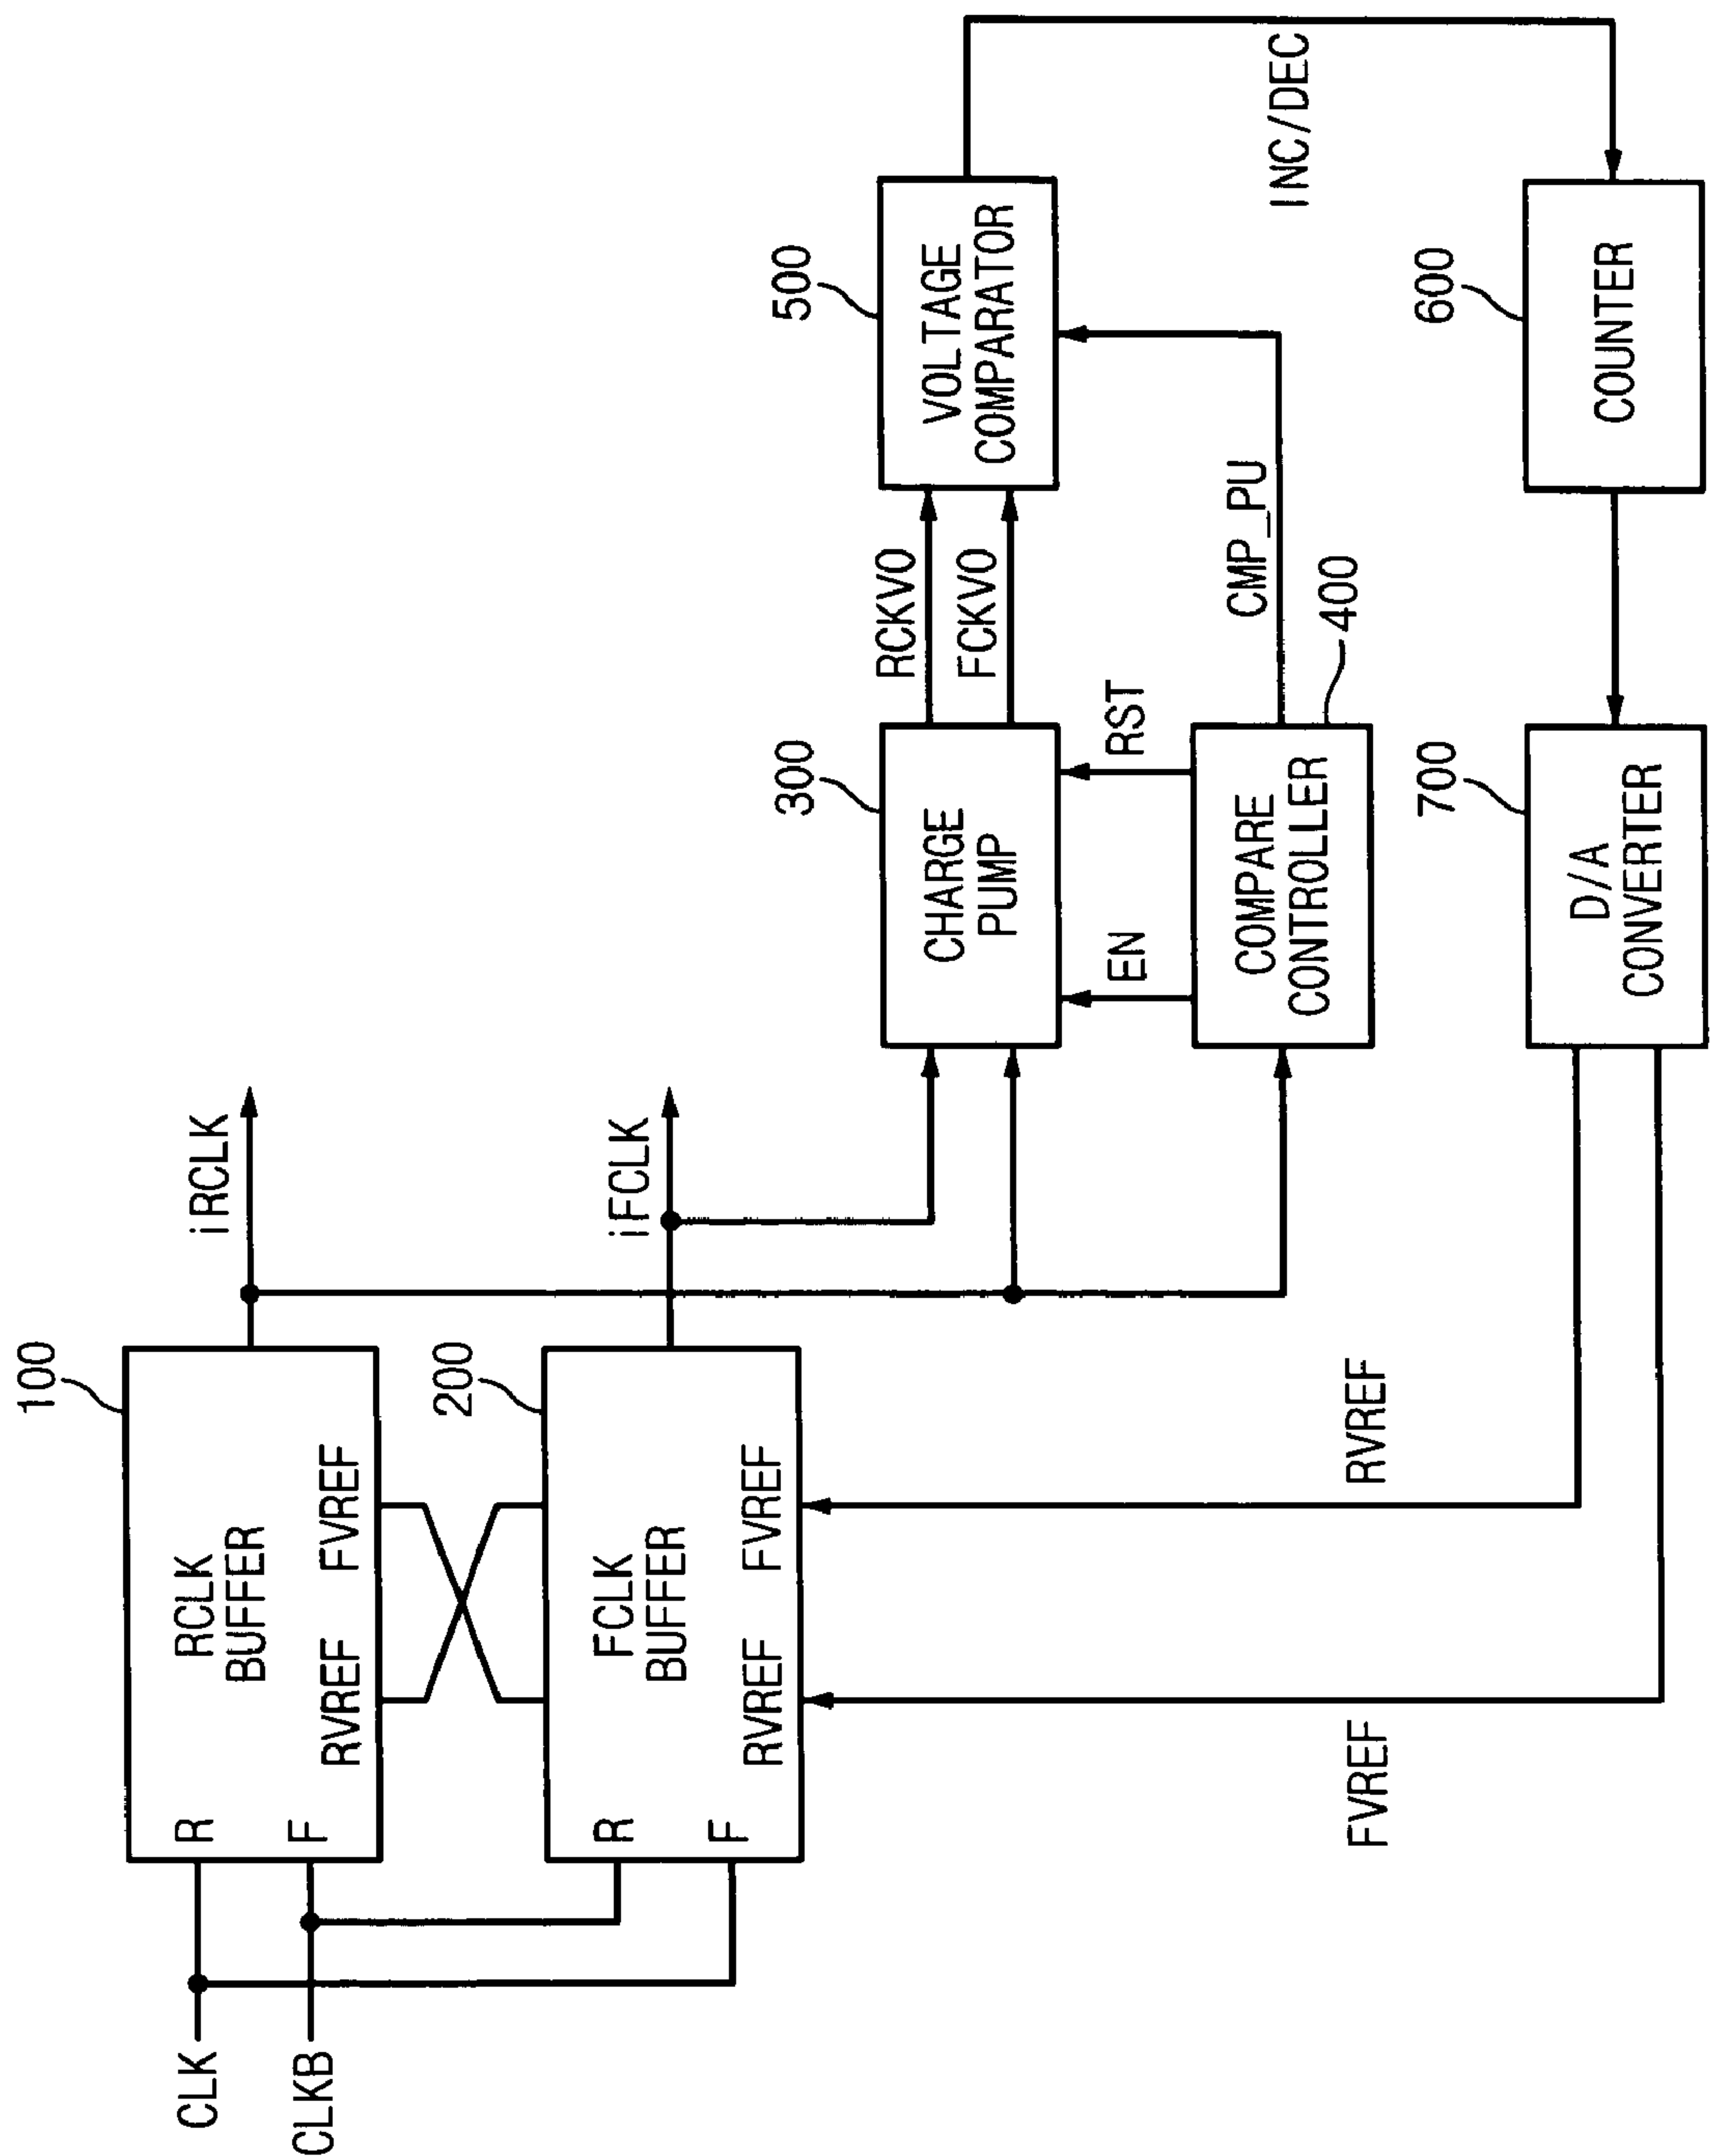 100
RCLK
BUFFER
R
F
RVREF
FVREF
iRCLK
CLK
CLKB
200
FCLK
BUFFER
R
F
RVREF
FVREF
iFCLK
300
CHARGE
PUMP
RCKVO
FCKVO
500
VOLTAGE
COMPARATOR
EN
RST
COMPARE
CONTROLLER
400
CMP_PU
INC/DEC
RVREF
FVREF
700
D/A
CONVERTER
600
COUNTER